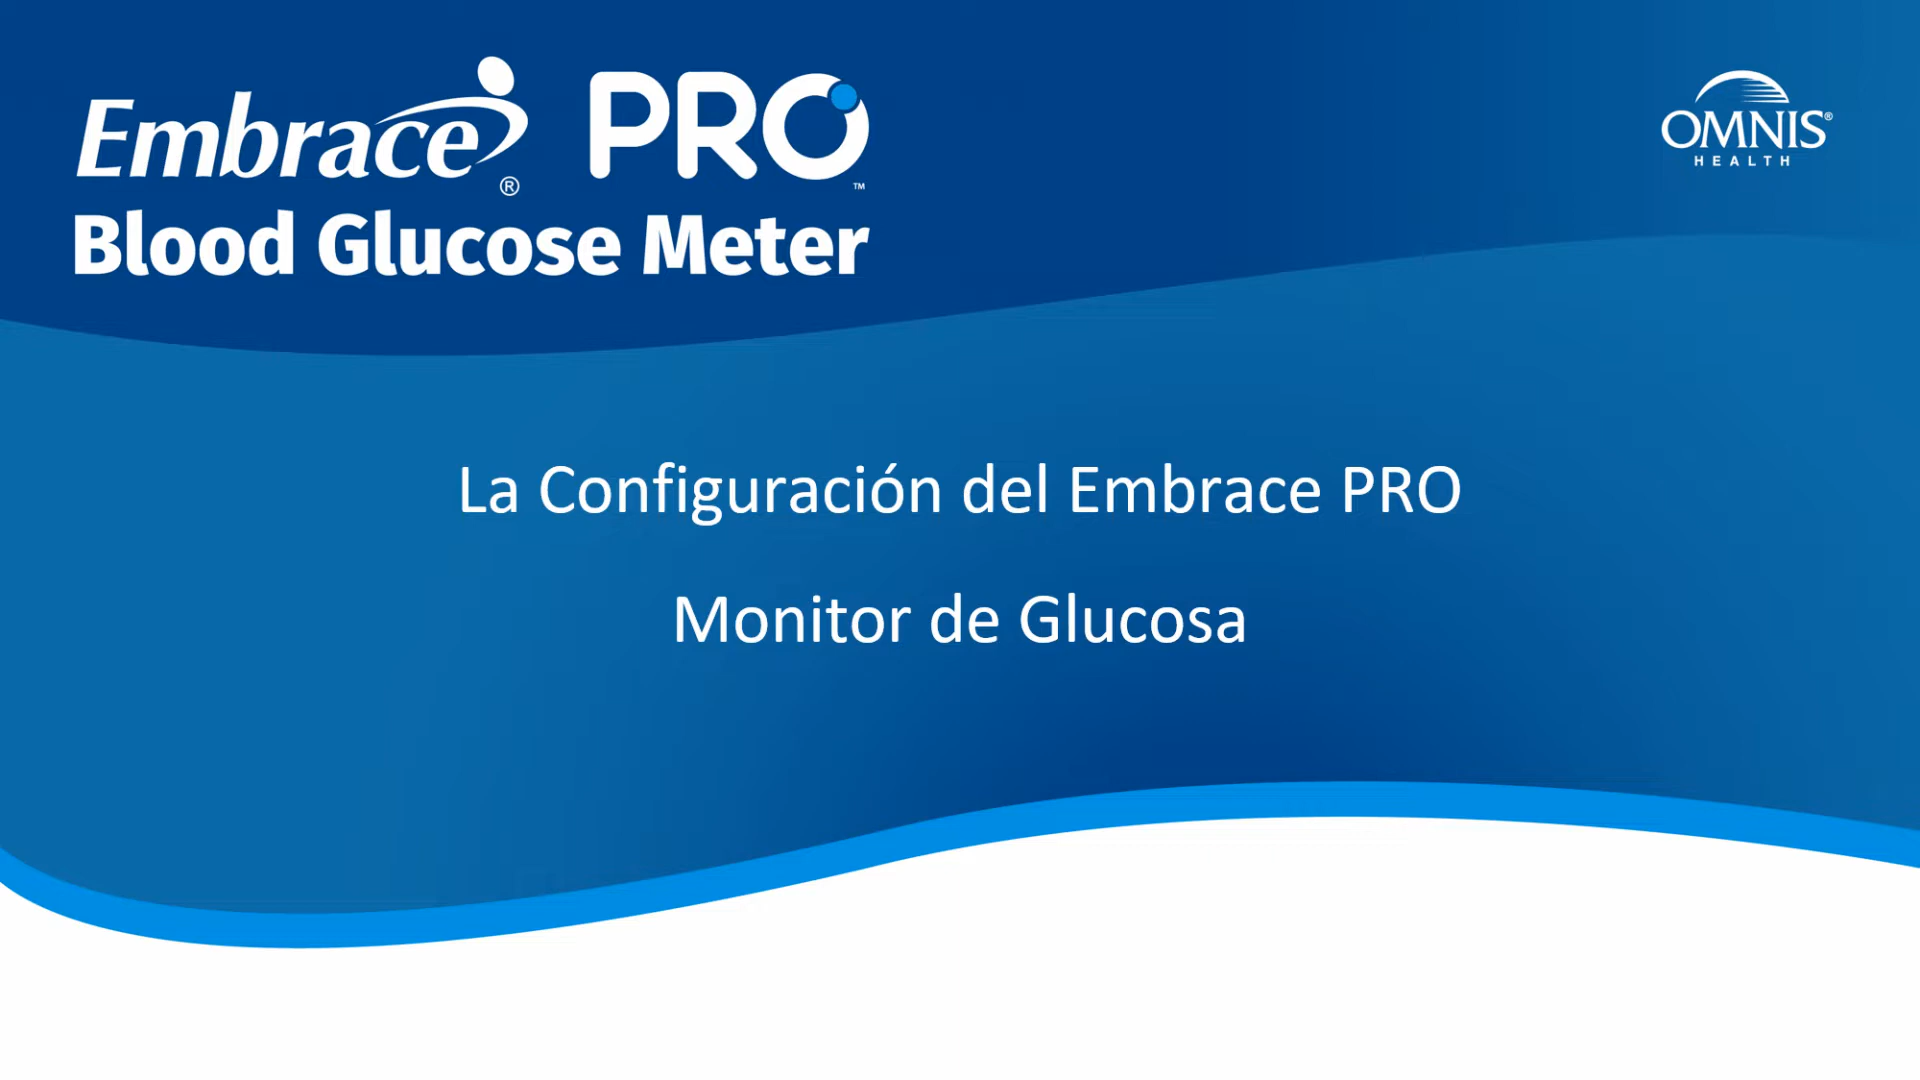 Embrace® PRO™
Blood Glucose Meter
OMNIS®
HEALTH
La Configuración del Embrace PRO
Monitor de Glucosa